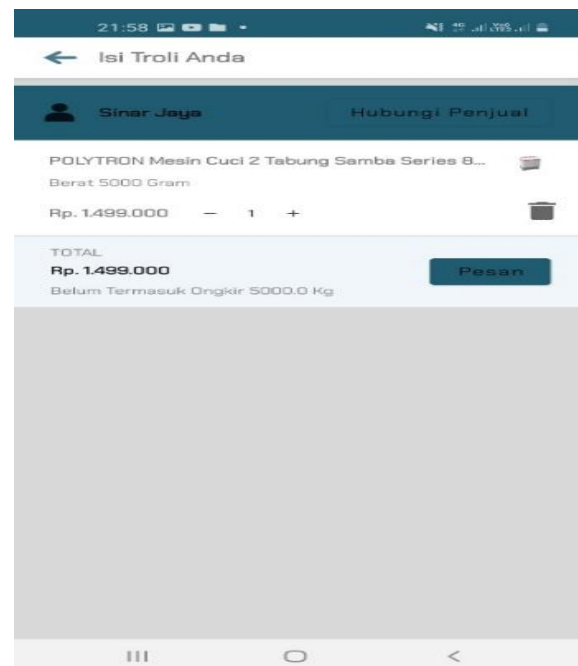 21:58
Isi Troli Anda
Sinar Jaya
Hubungi Penjual
POLYTRON Mesin Cuci 2 Tabung Samba Series 8...
Berat 5000 Gram
Rp. 1.499.000 – 1 +
TOTAL
Rp. 1.499.000
Pesan
Belum Termasuk Ongkir 5000.0 Kg